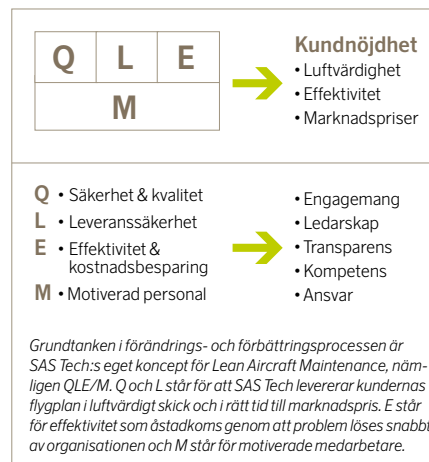 Q L E
M
Kundnöjdhet
• Luftvärdighet
• Effektivitet
• Marknadspriser
Q • Säkerhet & kvalitet
L • Leveranssäkerhet
E • Effektivitet &
kostnadsbesparing
M • Motiverad personal
• Engagemang
• Ledarskap
• Transparens
• Kompetens
• Ansvar
Grundtanken i förändrings- och förbättringsprocessen är
SAS Tech:s eget koncept för Lean Aircraft Maintenance, näm-
ligen QLE/M. Q och L står för att SAS Tech levererar kundernas
flygplan i luftvärdigt skick och i rätt tid till marknadspris. E står
för effektivitet som åstadkoms genom att problem löses snabbt
av organisationen och M står för motiverade medarbetare.